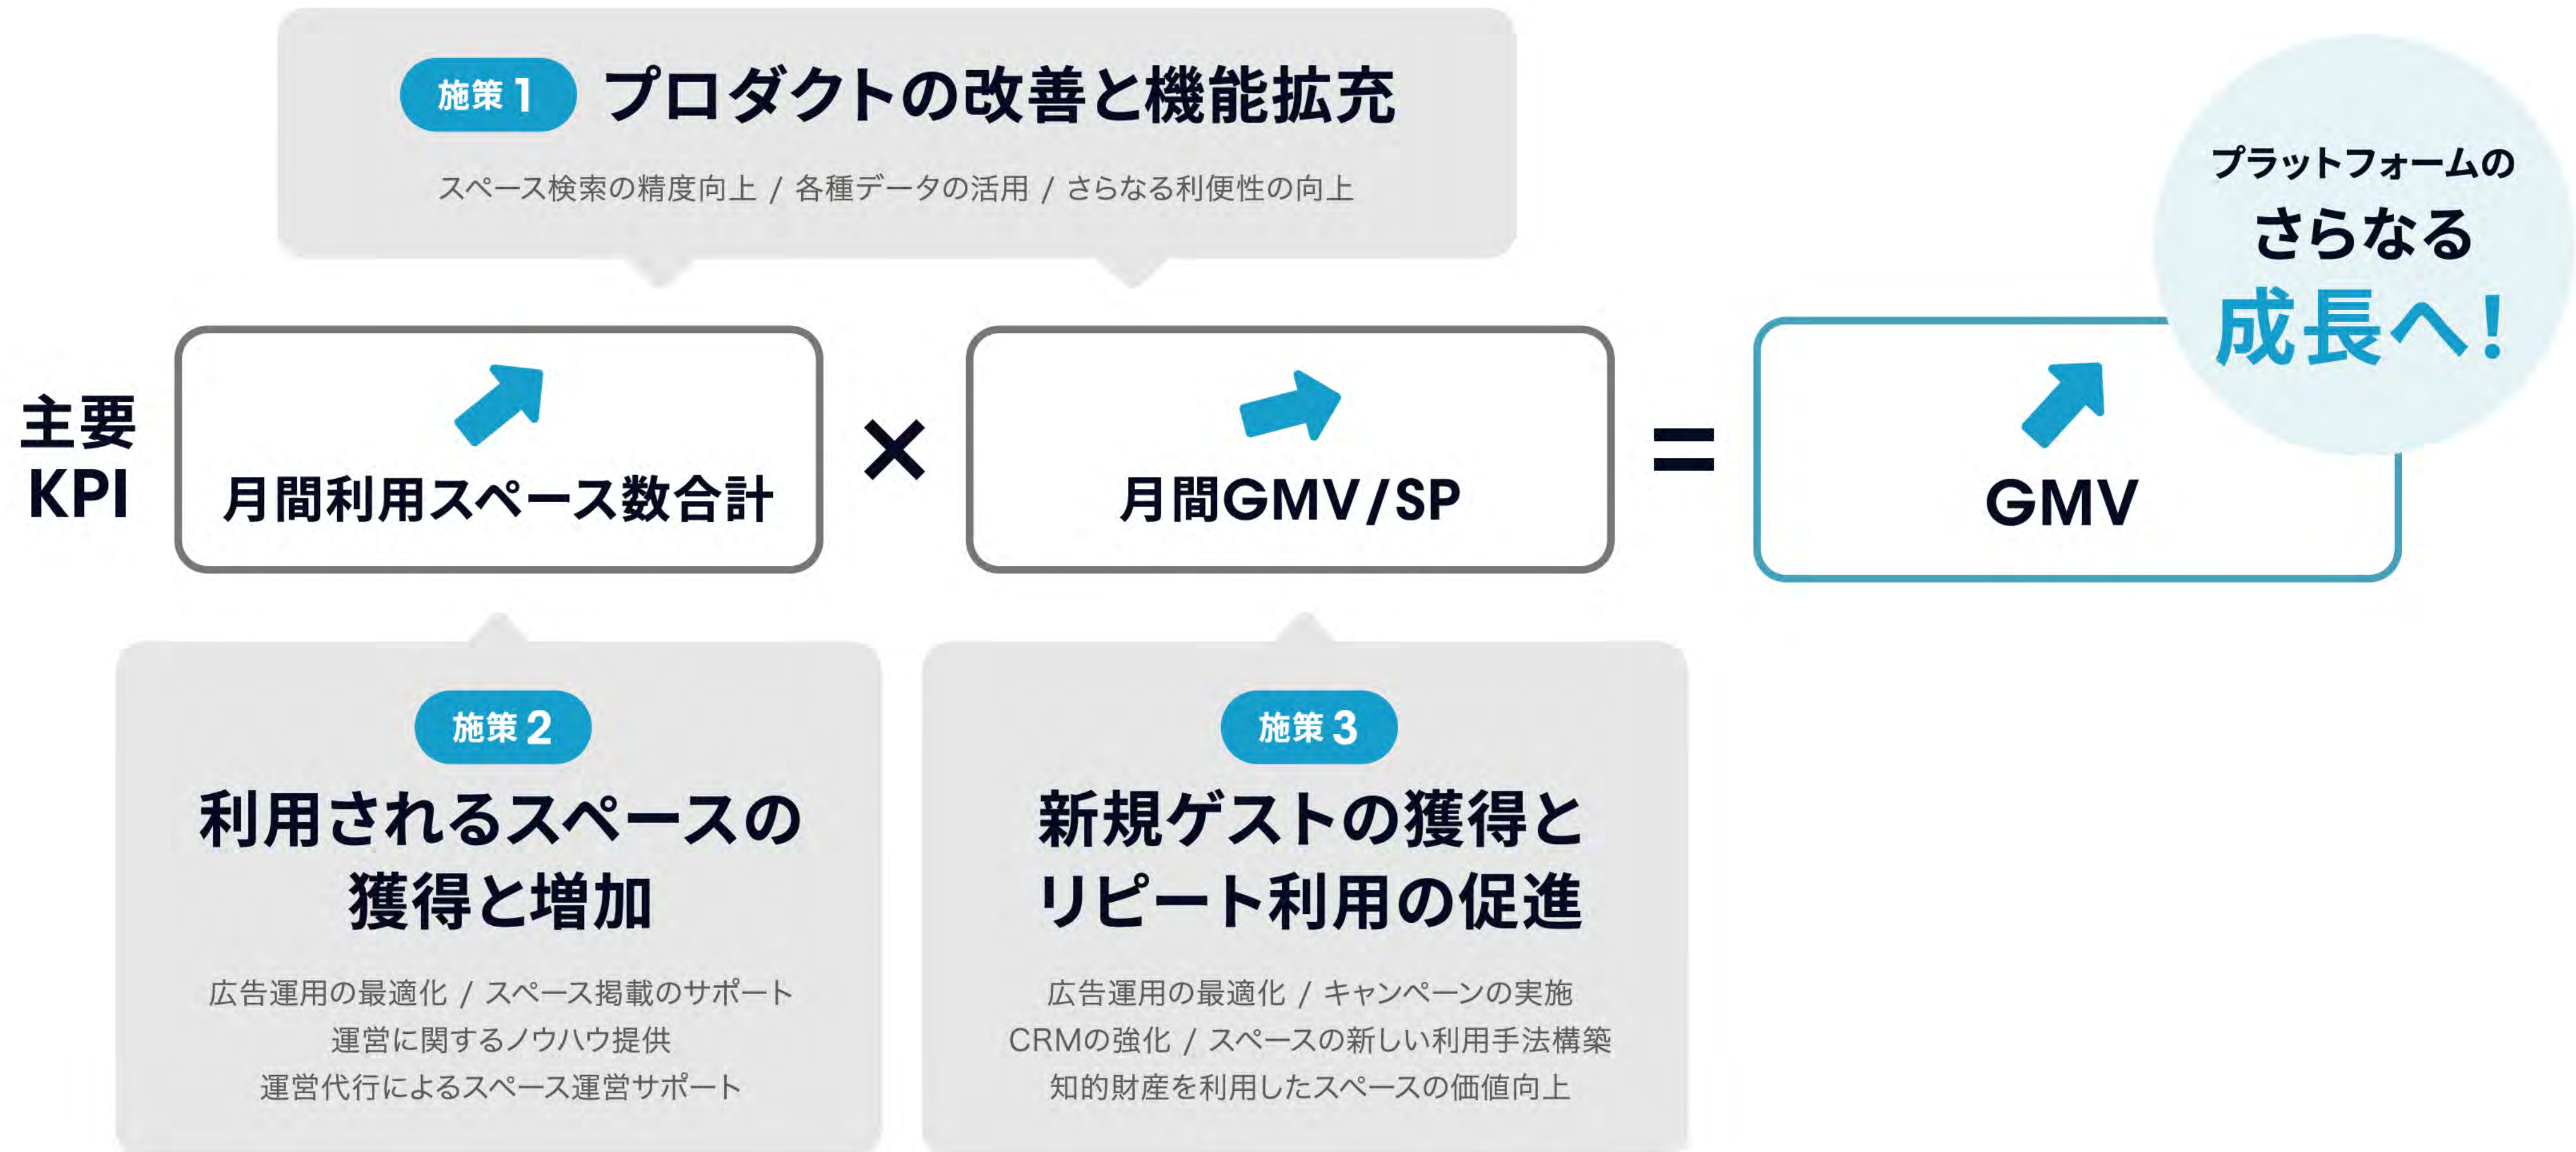 施策1 プロダクトの改善と機能拡充
スペース検索の精度向上 / 各種データの活用 / さらなる利便性の向上
プラットフォームの
さらなる
成長へ!
主要
KPI
月間利用スペース数合計
×
月間GMV/SP
=
GMV
施策2
利用されるスペースの
獲得と増加
広告運用の最適化 / スペース掲載のサポート
運営に関するノウハウ提供
運営代行によるスペース運営サポート
施策3
新規ゲストの獲得と
リピート利用の促進
広告運用の最適化 / キャンペーンの実施
CRMの強化 / スペースの新しい利用手法構築
知的財産を利用したスペースの価値向上